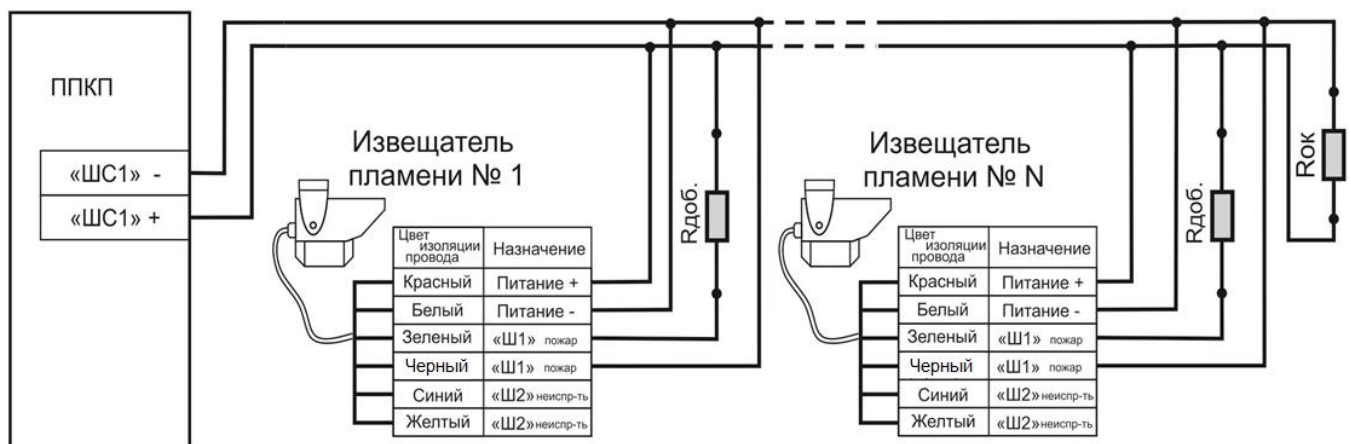 ППКП
«ШС1» -
«ШС1» +
Извещатель
пламени № 1
Цвет
изоляции
провода
Назначение
Красный Питание +
Белый Питание -
Зеленый «Ш1» пожар
Черный «Ш1» пожар
Синий «Ш2» неиспр-ть
Желтый «Ш2» неиспр-ть
Rдоб.
Извещатель
пламени № N
Цвет
изоляции
провода
Назначение
Красный Питание +
Белый Питание -
Зеленый «Ш1» пожар
Черный «Ш1» пожар
Синий «Ш2» неиспр-ть
Желтый «Ш2» неиспр-ть
Rдоб.
Rок